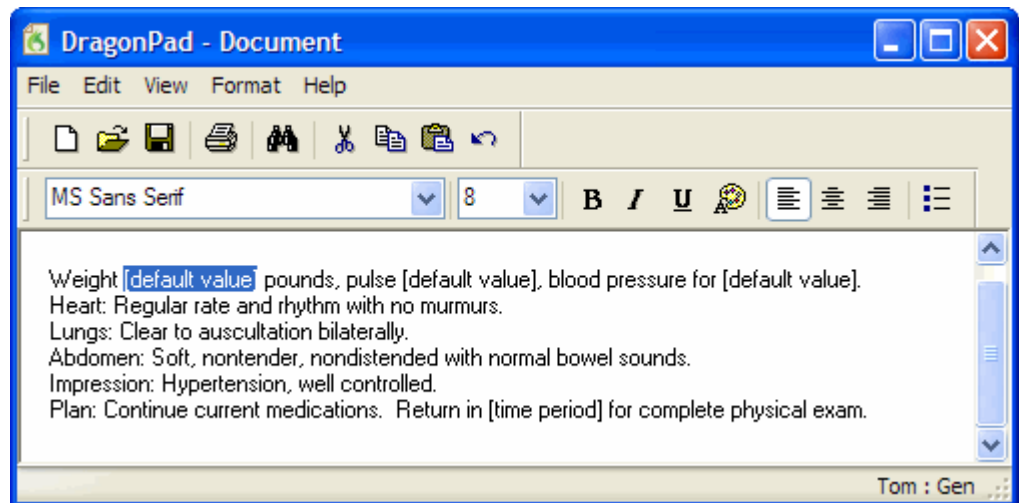 DragonPad - Document
File Edit View Format Help
MS Sans Serif 8 B I U A
Weight [default value] pounds, pulse [default value], blood pressure for [default value].
Heart: Regular rate and rhythm with no murmurs.
Lungs: Clear to auscultation bilaterally.
Abdomen: Soft, nontender, nondistended with normal bowel sounds.
Impression: Hypertension, well controlled.
Plan: Continue current medications.  Return in [time period] for complete physical exam.
Tom : Gen